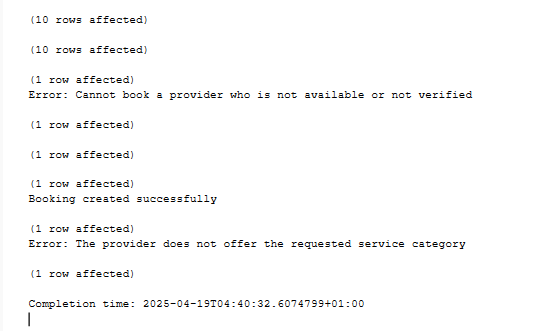 (10 rows affected)
(10 rows affected)
(1 row affected)
Error: Cannot book a provider who is not available or not verified
(1 row affected)
(1 row affected)
(1 row affected)
Booking created successfully
(1 row affected)
Error: The provider does not offer the requested service category
(1 row affected)
Completion time: 2025-04-19T04:40:32.6074799+01:00